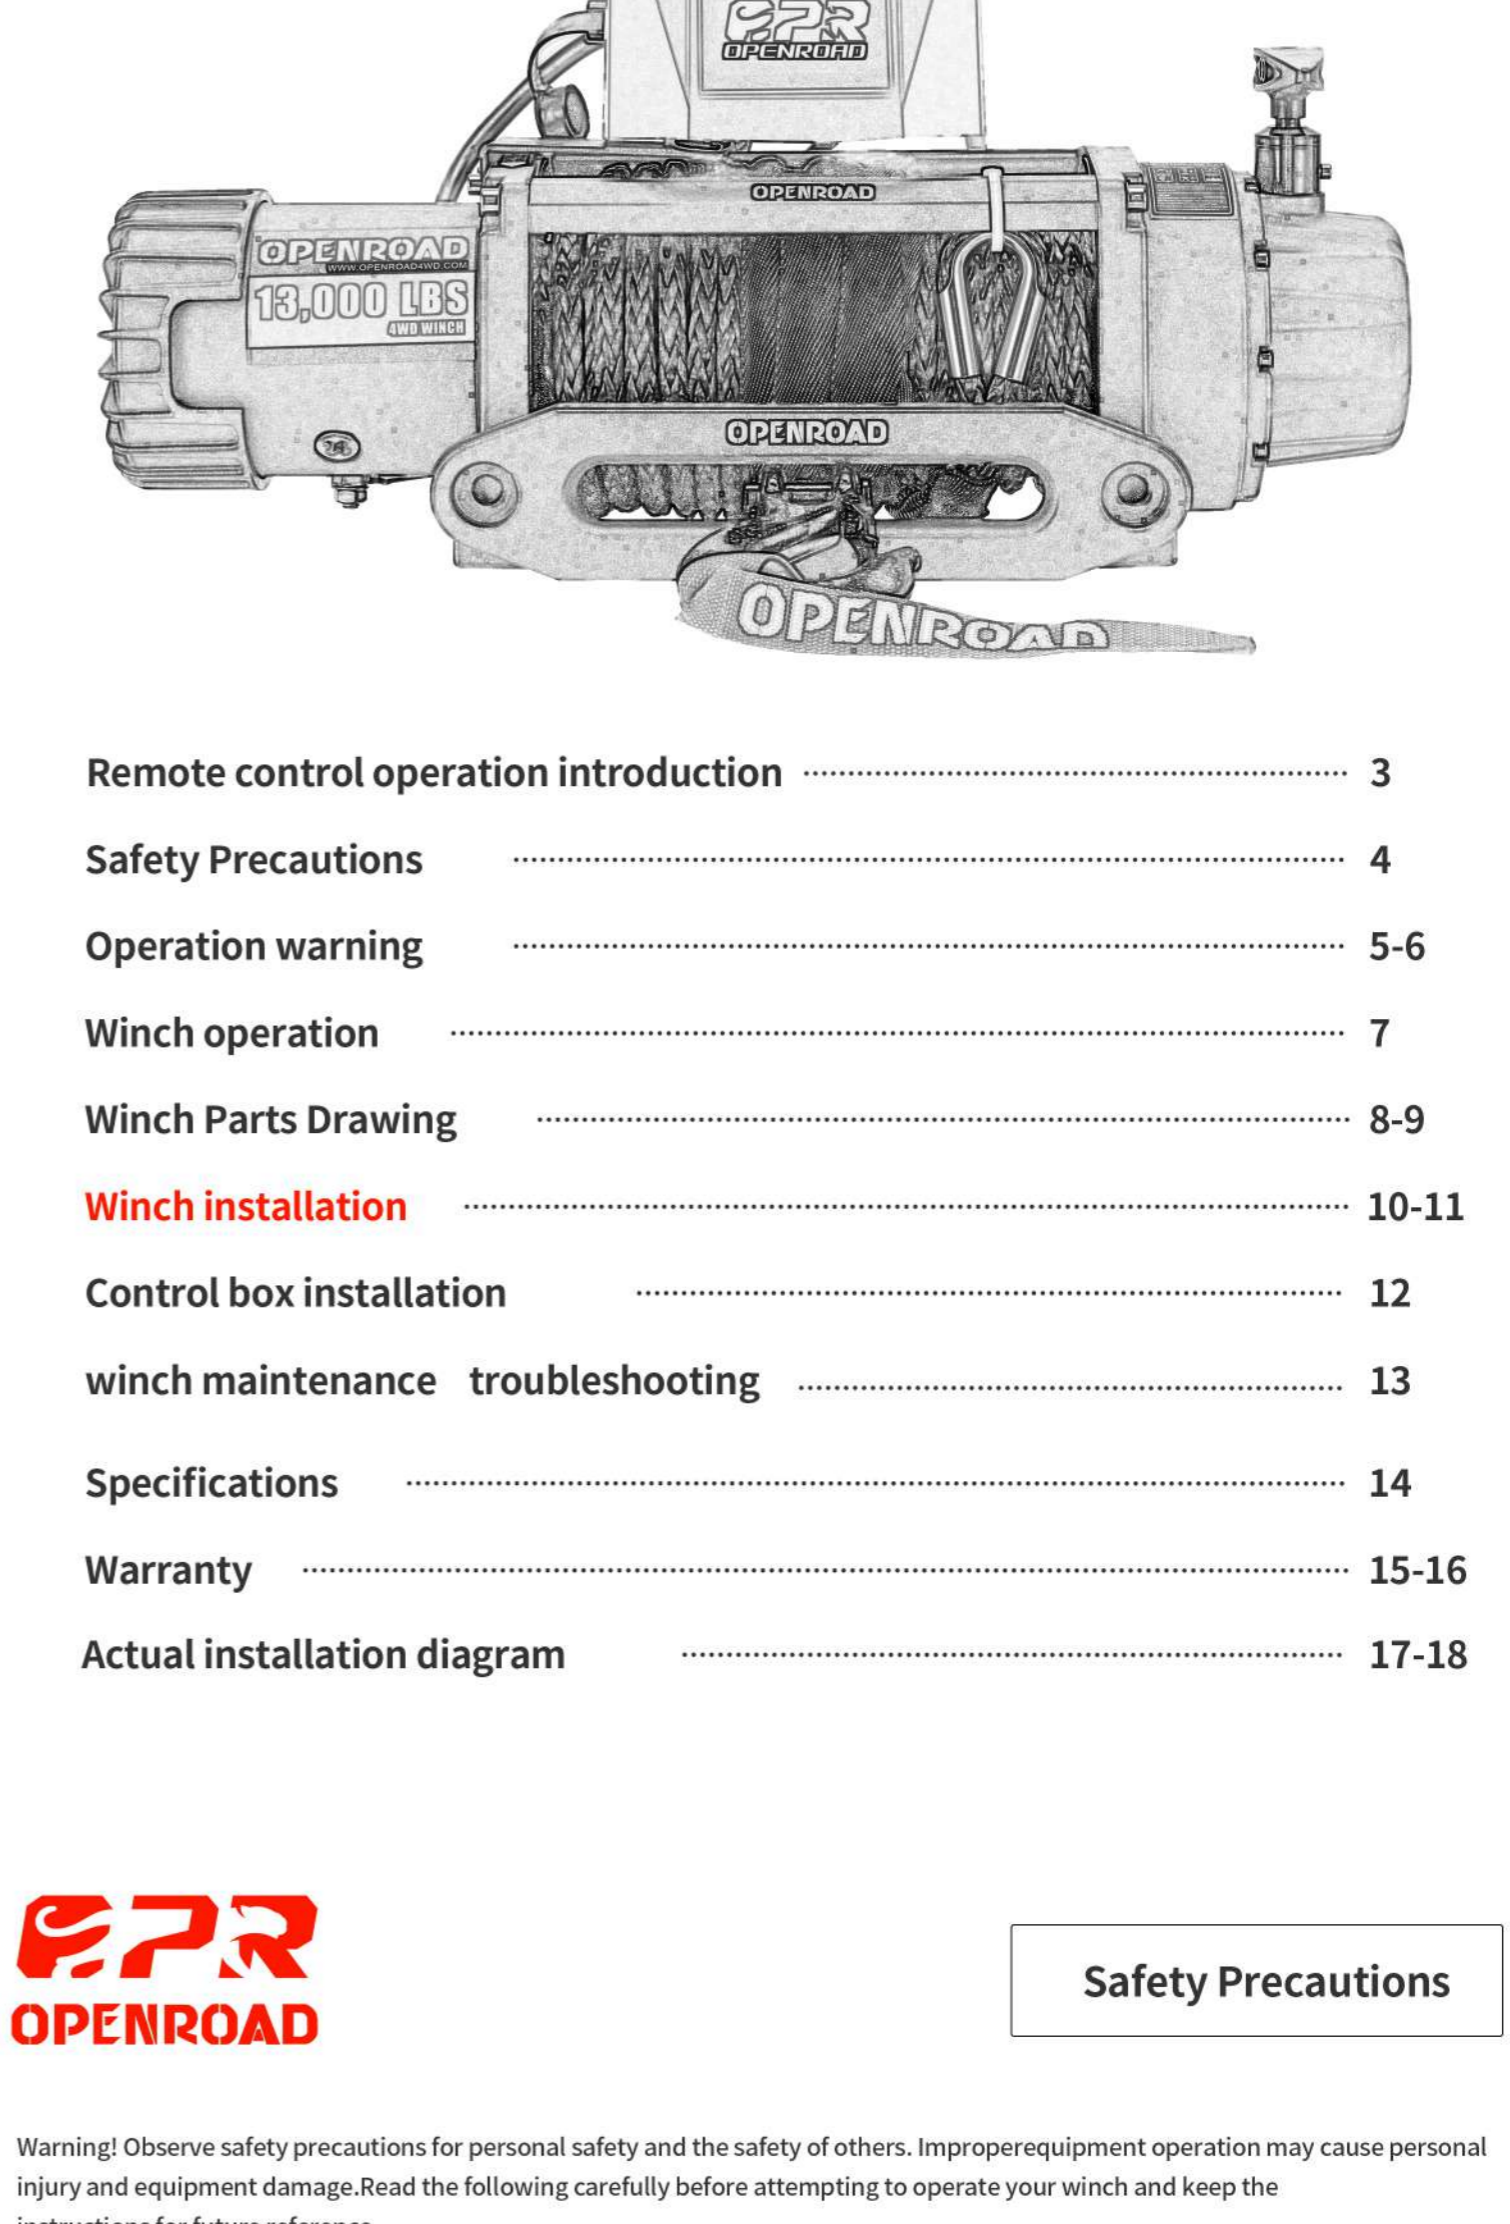 OPR
OPENROAD
OPENROAD
OPENROAD
WWW.OPENROAD4WD.COM
13,000 LBS
4WD WINCH
OPENROAD
OPENROAD
Remote control operation introduction 3
Safety Precautions 4
Operation warning 5-6
Winch operation 7
Winch Parts Drawing 8-9
Winch installation 10-11
Control box installation 12
winch maintenance troubleshooting 13
Specifications 14
Warranty 15-16
Actual installation diagram 17-18
OPR
OPENROAD
Safety Precautions
Warning! Observe safety precautions for personal safety and the safety of others. Improperequipment operation may cause personal
injury and equipment damage.Read the following carefully before attempting to operate your winch and keep the
instructions for future reference